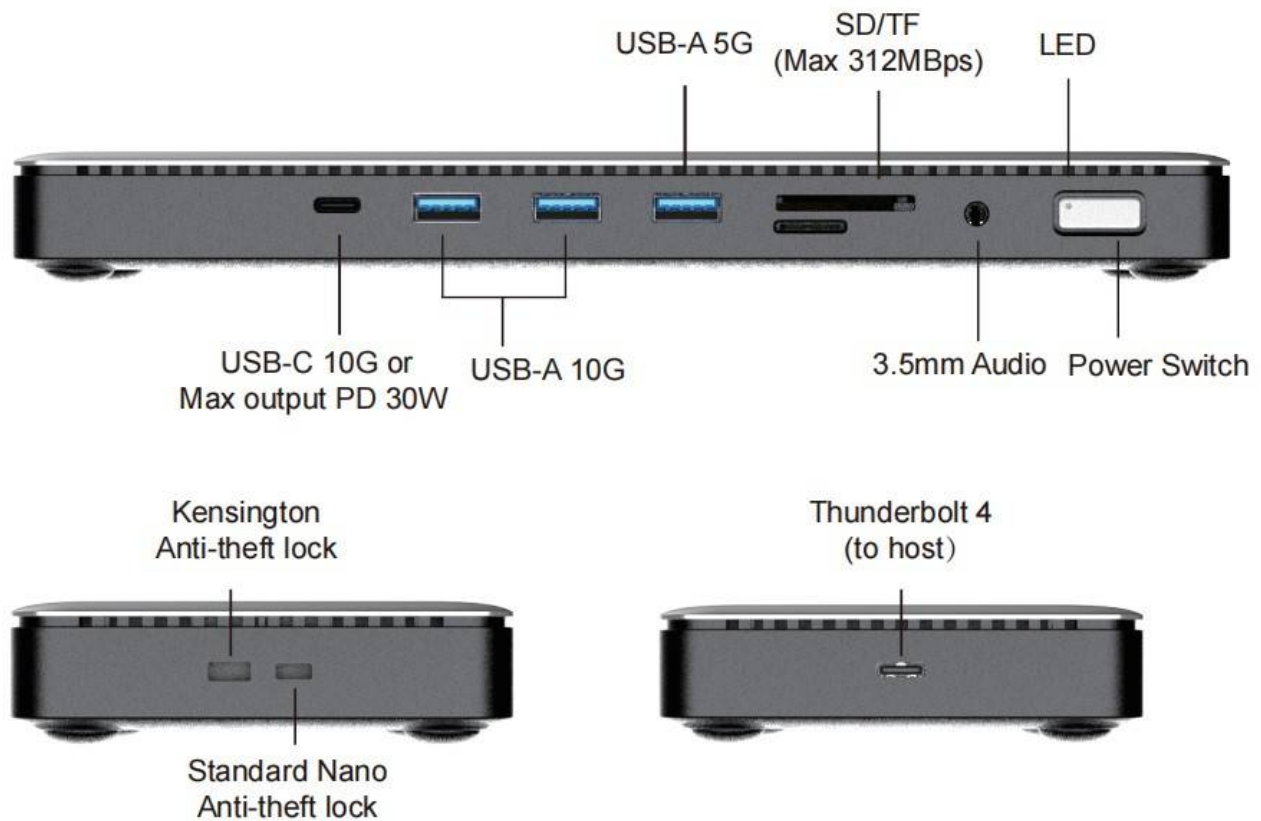 USB-A 5G
SD/TF
(Max 312MBps)
LED
USB-C 10G or
Max output PD 30W
USB-A 10G
3.5mm Audio
Power Switch
Kensington
Anti-theft lock
Thunderbolt 4
(to host）
Standard Nano
Anti-theft lock